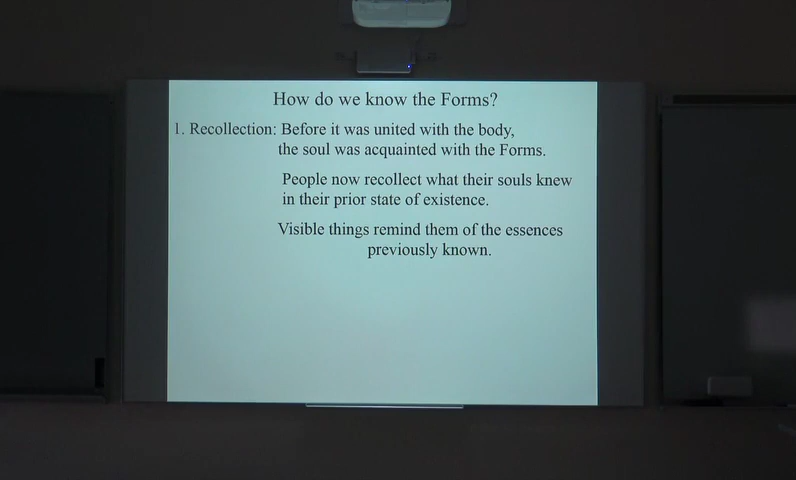 How do we know the Forms?
1. Recollection: Before it was united with the body,
the soul was acquainted with the Forms.
People now recollect what their souls knew
in their prior state of existence.
Visible things remind them of the essences
previously known.